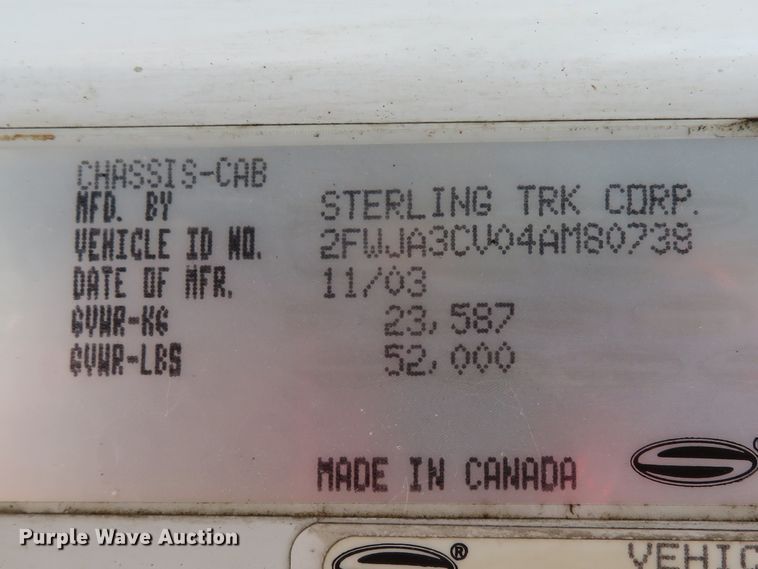 CHASSIS-CAB
MFD. BY STERLING TRK CORP.
VEHICLE ID NO. 2FWJA3CV04AM80738
DATE OF MFR. 11/03
GVWR-KG 23,587
GVWR-LBS 52,000
MADE IN CANADA
Purple Wave Auction
®
VEHIC